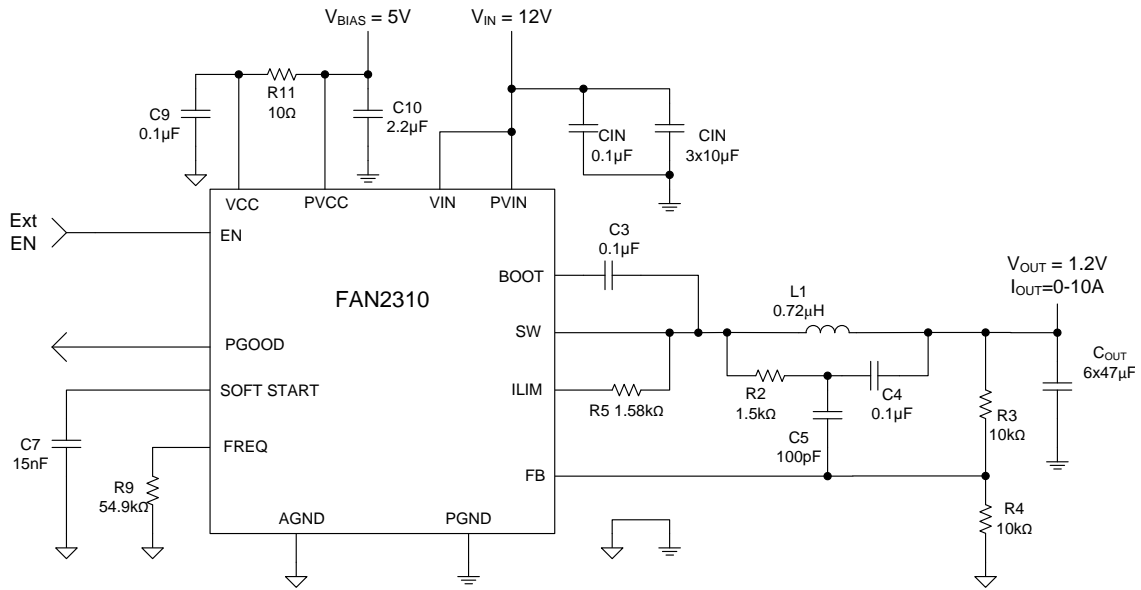 VBIAS = 5V
VIN = 12V
C9
0.1µF
R11
10Ω
C10
2.2µF
CIN
0.1µF
CIN
3x10µF
VCC
PVCC
VIN
PVIN
Ext
EN
EN
C3
0.1µF
BOOT
FAN2310
VOUT = 1.2V
IOUT=0-10A
L1
0.72µH
SW
PGOOD
COUT
6x47µF
SOFT START
ILIM
R5 1.58kΩ
R2
1.5kΩ
C4
0.1µF
R3
10kΩ
C7
15nF
FREQ
C5
100pF
FB
R9
54.9kΩ
R4
10kΩ
AGND
PGND